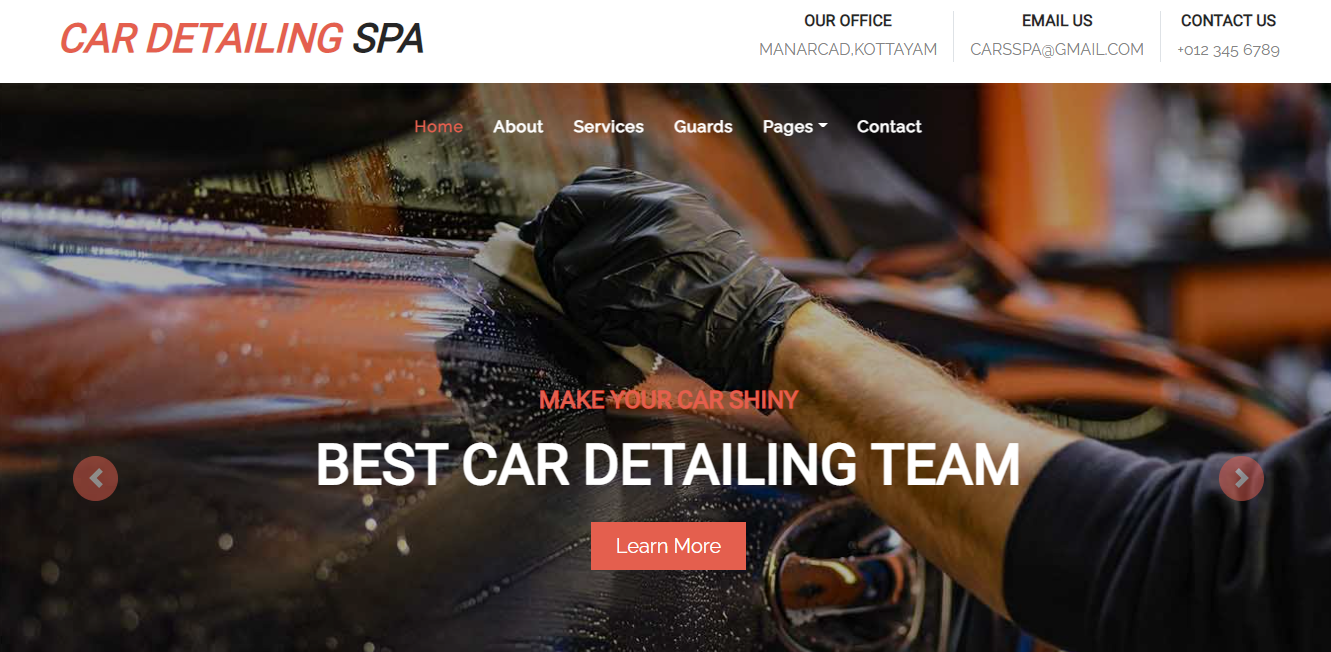 CAR DETAILING SPA
OUR OFFICE
MANARCAD,KOTTAYAM
EMAIL US
CARSSPA@GMAIL.COM
CONTACT US
+012 345 6789
Home About Services Guards Pages Contact
MAKE YOUR CAR SHINY
BEST CAR DETAILING TEAM
Learn More